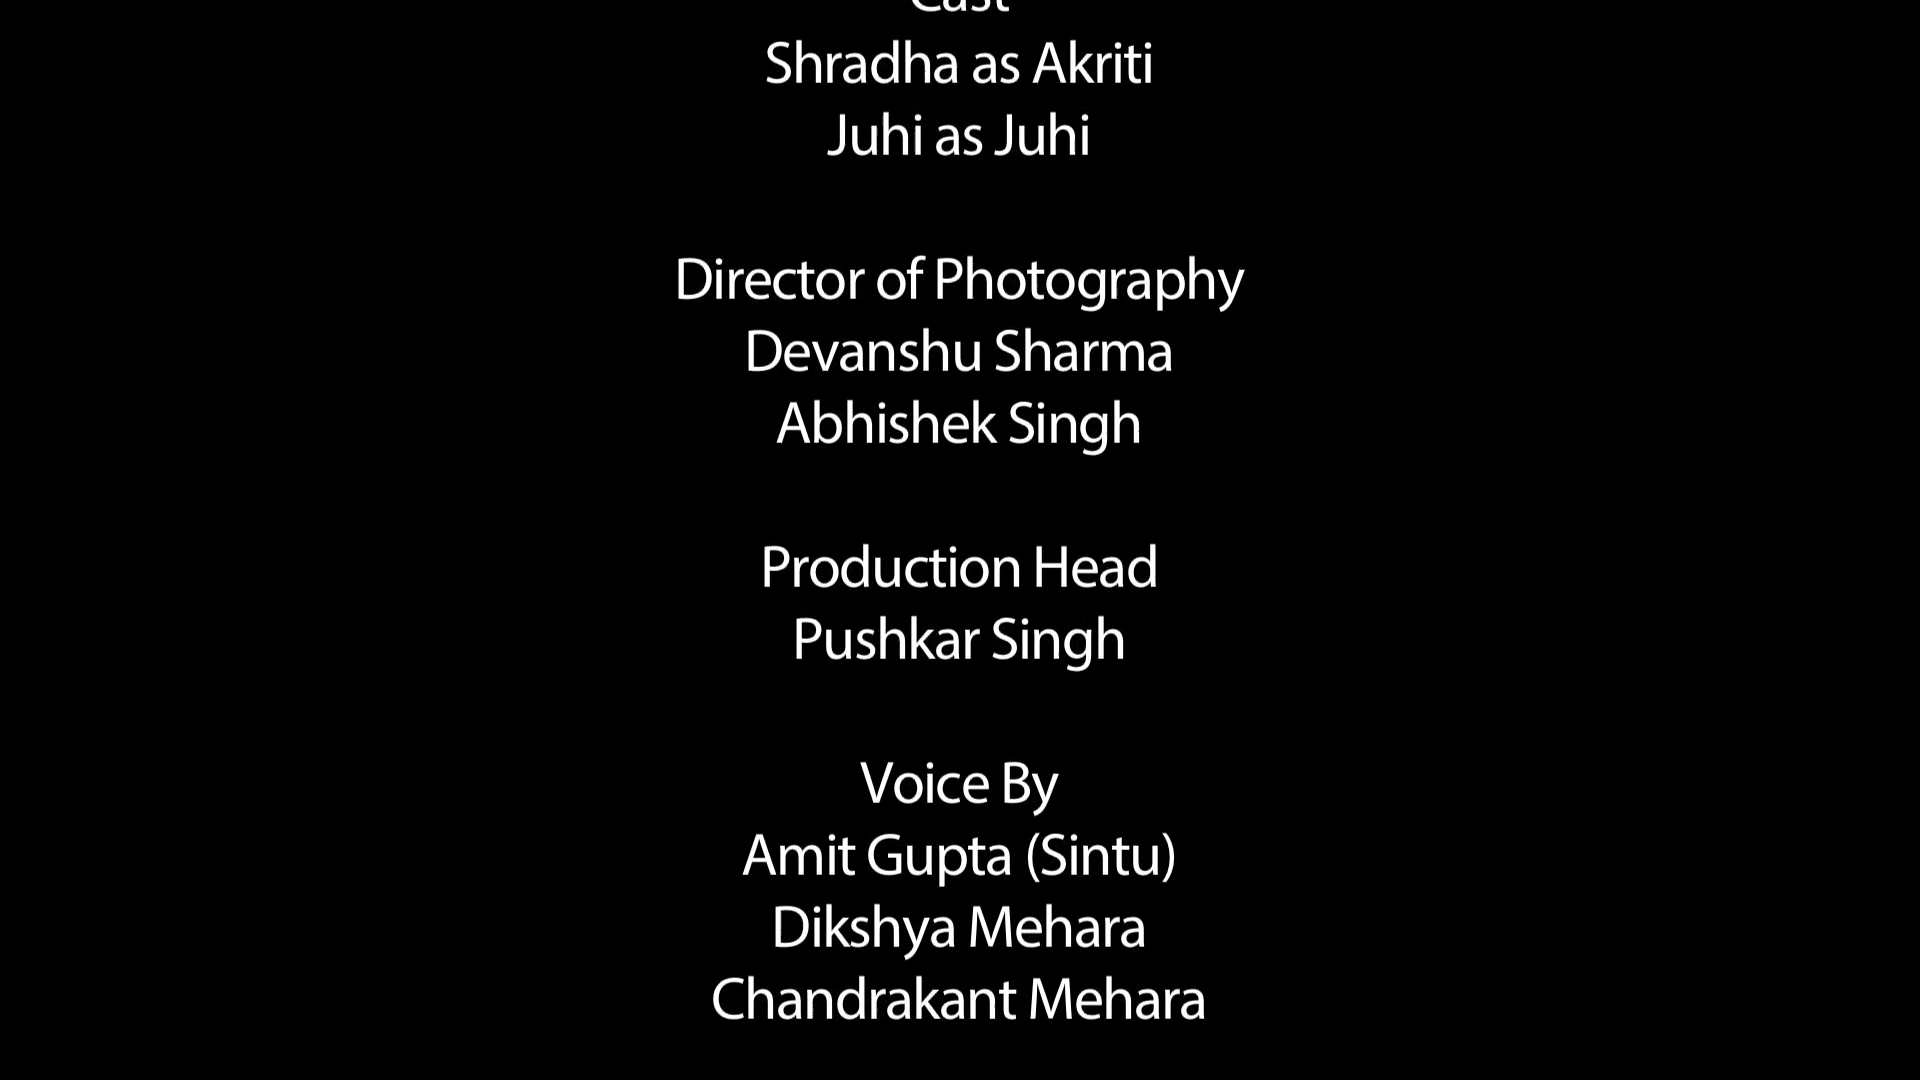 Cast
Shradha as Akriti
Juhi as Juhi
Director of Photography
Devanshu Sharma
Abhishek Singh
Production Head
Pushkar Singh
Voice By
Amit Gupta (Sintu)
Dikshya Mehara
Chandrakant Mehara